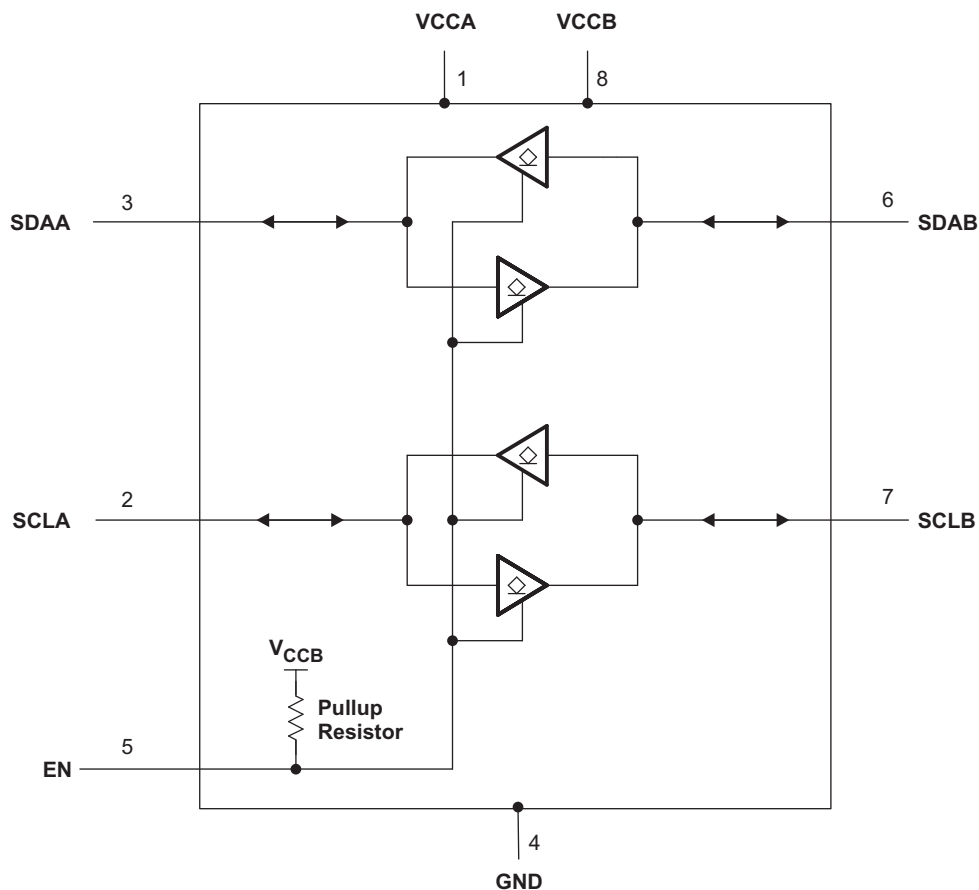 VCCA
VCCB
1
8
3
SDAA
6
SDAB
2
SCLA
7
SCLB
VCCB
Pullup
Resistor
5
EN
4
GND